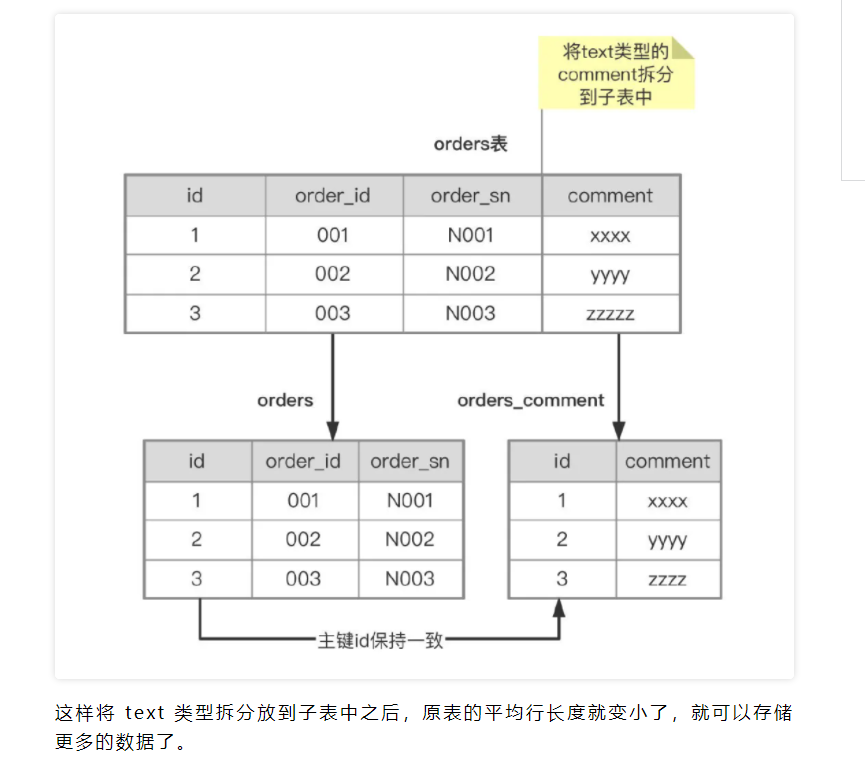 将text类型的
comment拆分
到子表中
orders表
id order_id order_sn comment
1 001 N001 xxxx
2 002 N002 yyyy
3 003 N003 zzzzz
orders
orders_comment
id order_id order_sn
1 001 N001
2 002 N002
3 003 N003
id comment
1 xxxx
2 yyyy
3 zzzz
主键id保持一致
这样将 text 类型拆分放到子表中之后，原表的平均行长度就变小了，就可以存储
更多的数据了。